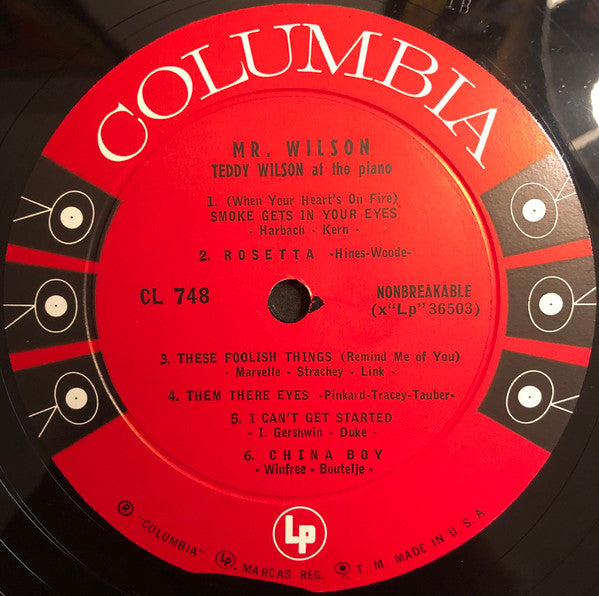 1B
COLUMBIA
MR. WILSON
TEDDY WILSON at the piano
1. (When Your Heart's On Fire)
SMOKE GETS IN YOUR EYES
- Harbach - Kern -
2. ROSETTA -Hines-Woode-
CL 748
NONBREAKABLE
(x"Lp"36503)
3. THESE FOOLISH THINGS (Remind Me of You)
- Marvelle - Strachey - Link -
4. THEM THERE EYES -Pinkard-Tracey-Tauber-
5. I CAN'T GET STARTED
- I. Gershwin - Duke -
6. CHINA BOY
- Winfree - Boutelje -
Lp
® "COLUMBIA" Lp, MARCAS REG. T. M. MADE IN U. S. A.